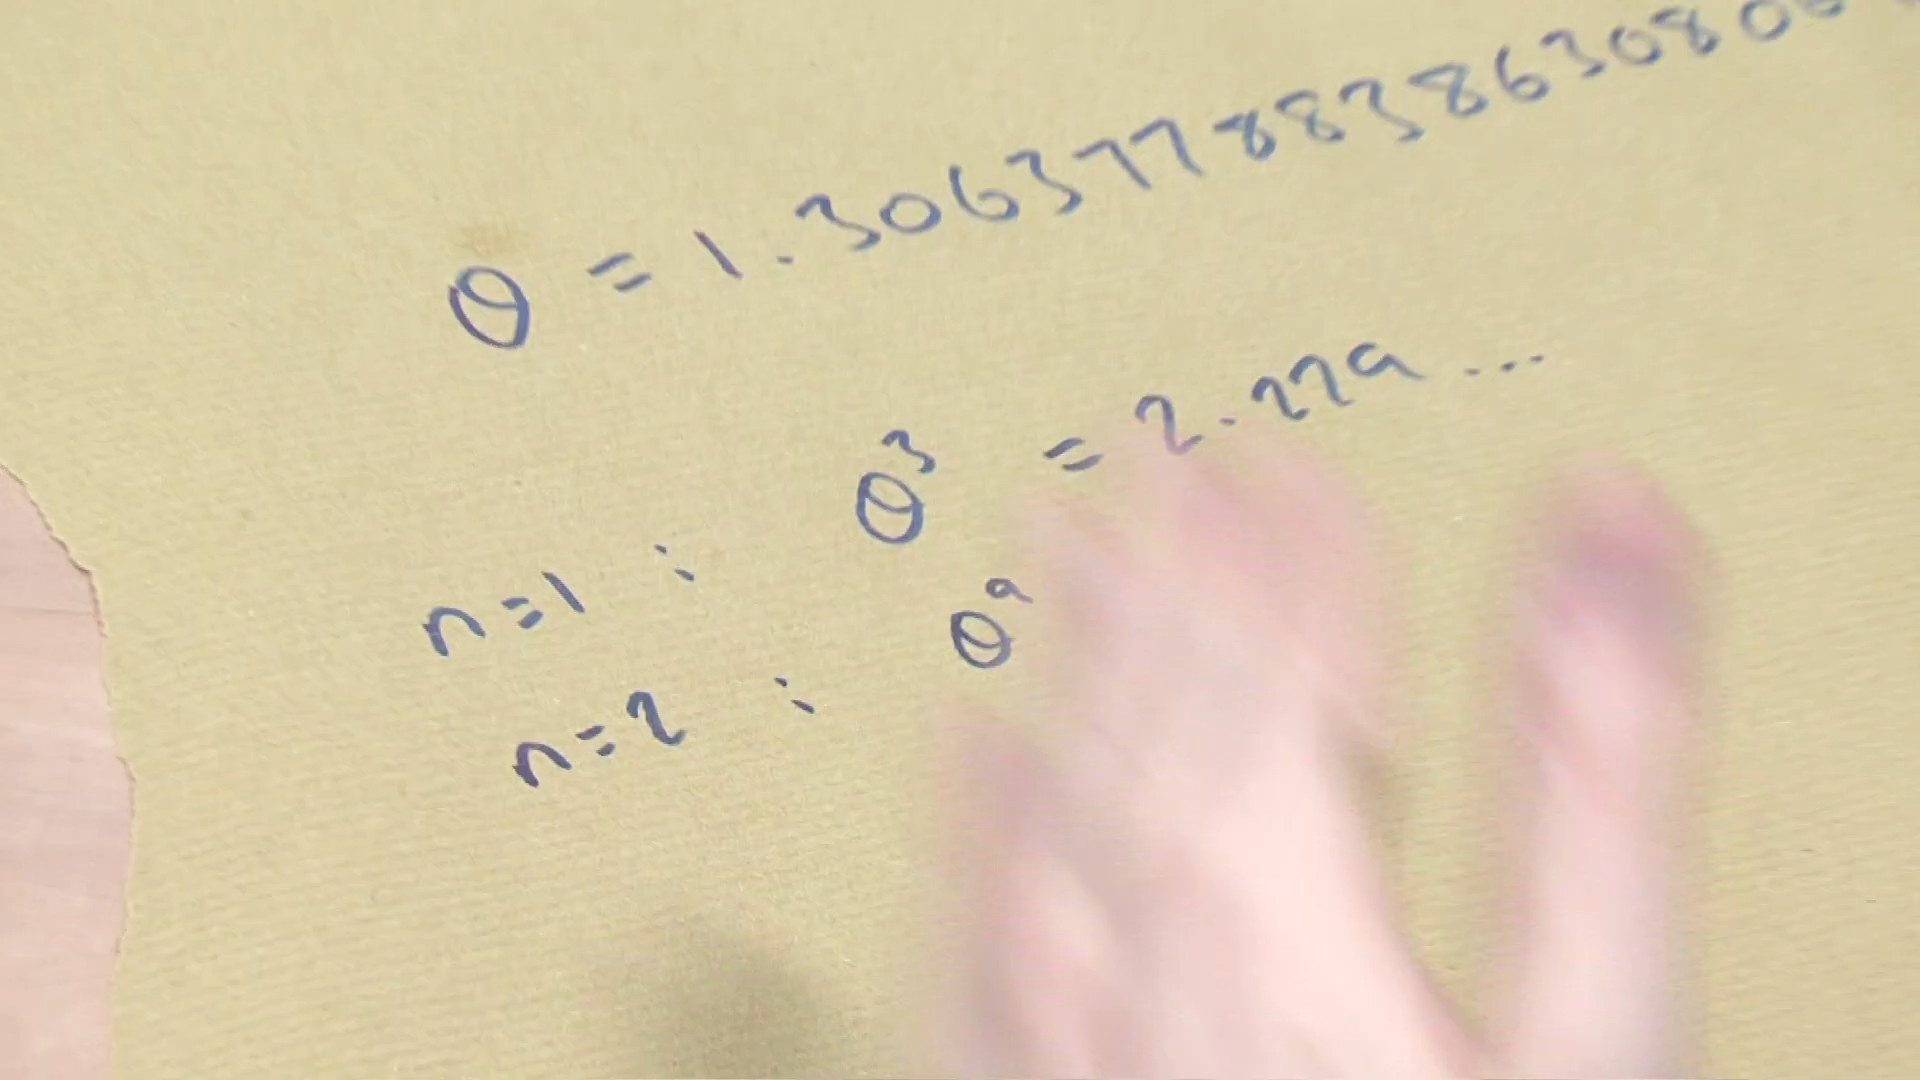 θ = 1.3063778838630806
n=1 : θ³ = 2.229...
n=2 : θ⁹